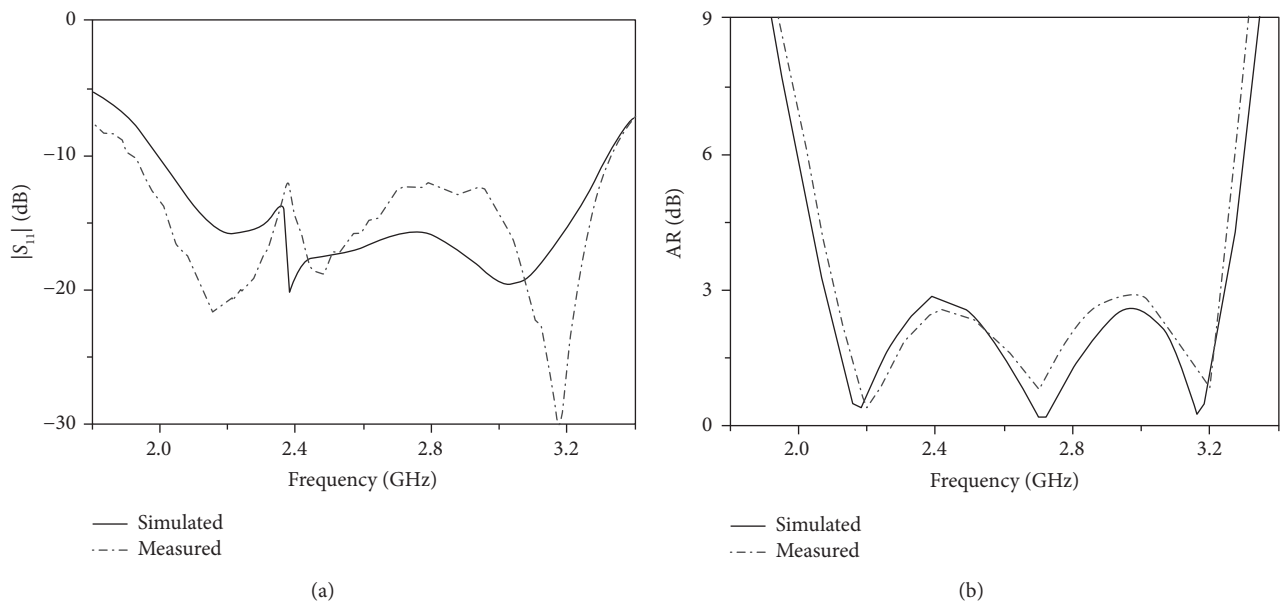 0
−10
−20
−30
|S11| (dB)
2.0 2.4 2.8 3.2
Frequency (GHz)
Simulated
Measured
(a)
9
6
3
0
AR (dB)
2.0 2.4 2.8 3.2
Frequency (GHz)
Simulated
Measured
(b)